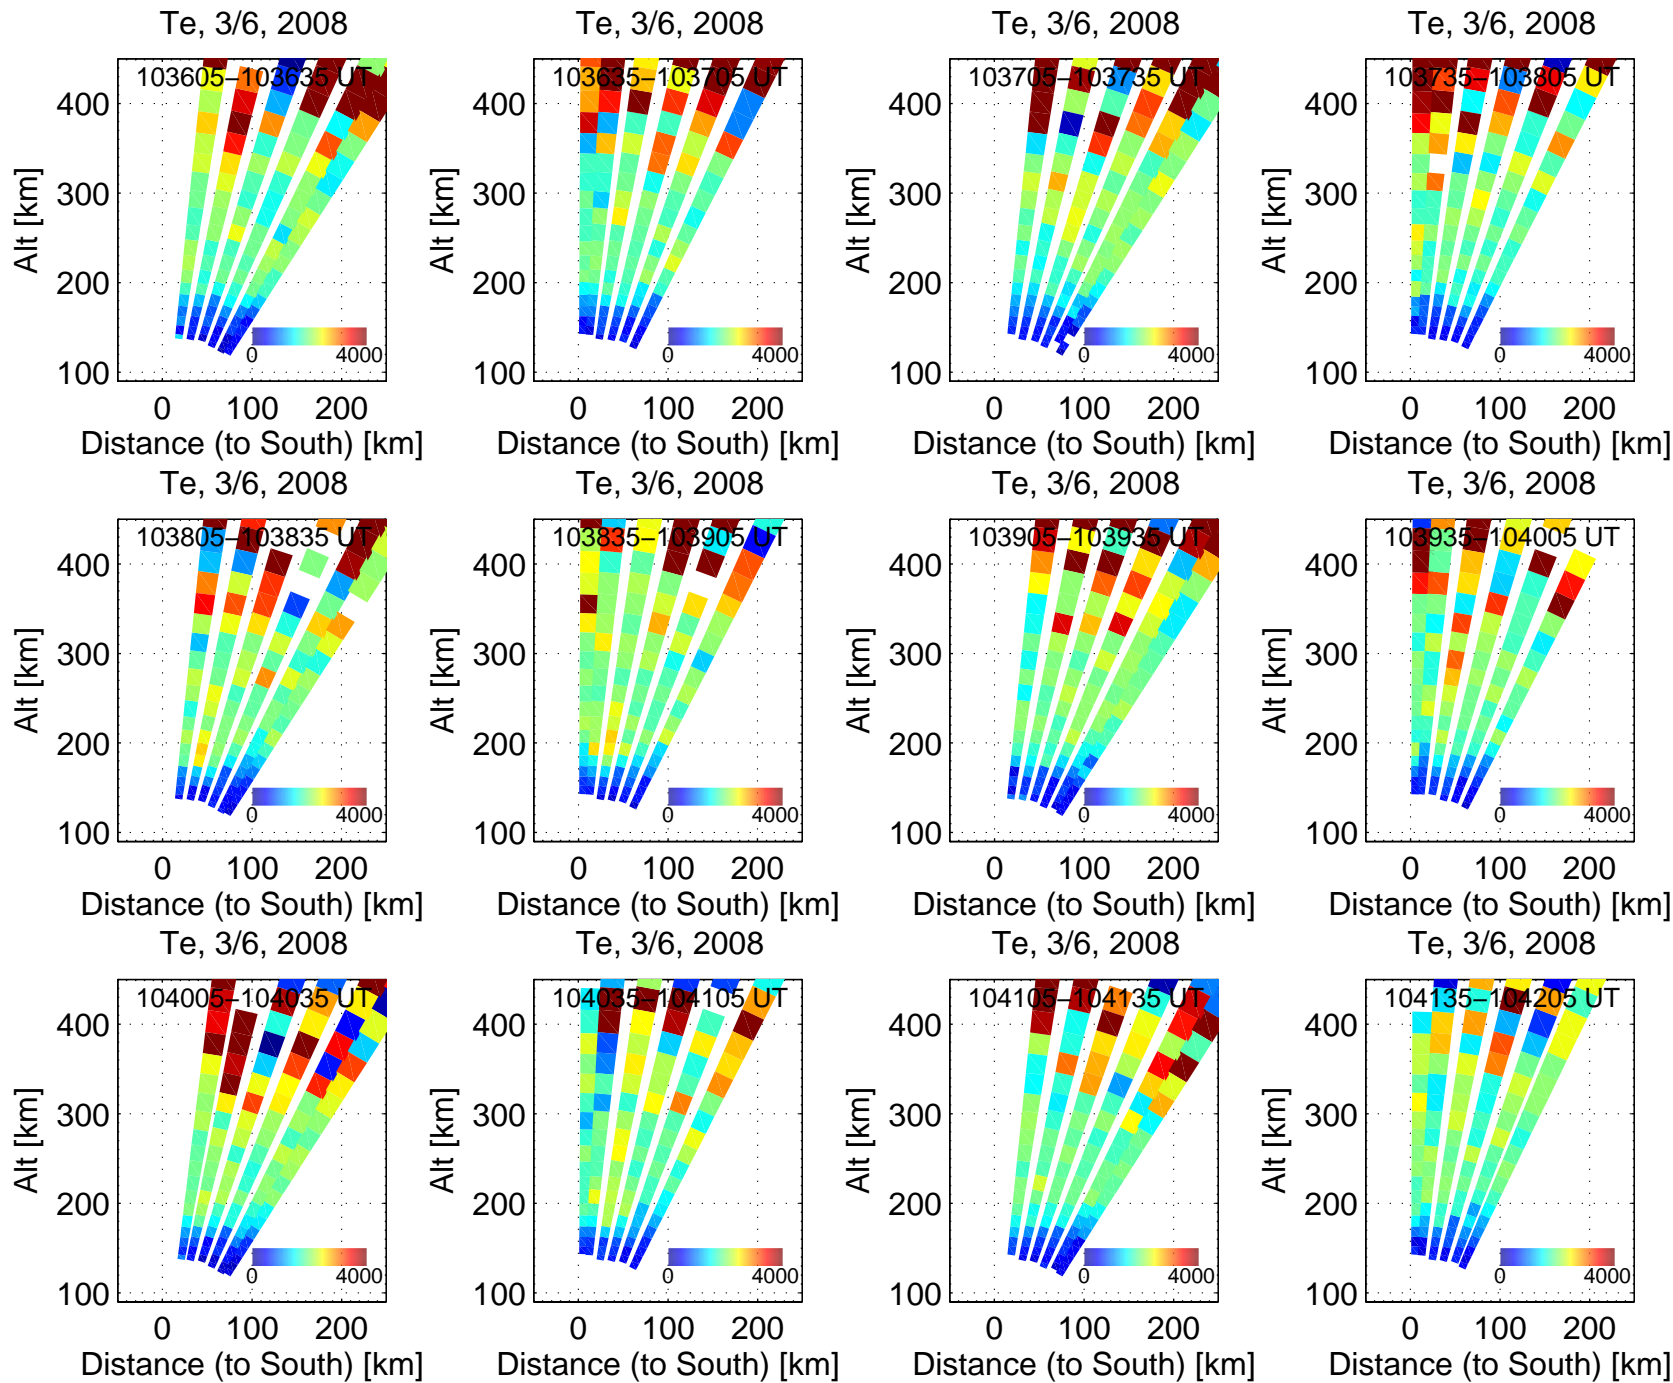 Te, 3/6, 2008
103605−103635 UT
Alt [km]
400
300
200
100
0 4000
0 100 200
Distance (to South) [km]
Te, 3/6, 2008
103635−103705 UT
Alt [km]
400
300
200
100
0 4000
0 100 200
Distance (to South) [km]
Te, 3/6, 2008
103705−103735 UT
Alt [km]
400
300
200
100
0 4000
0 100 200
Distance (to South) [km]
Te, 3/6, 2008
103735−103805 UT
Alt [km]
400
300
200
100
0 4000
0 100 200
Distance (to South) [km]
Te, 3/6, 2008
103805−103835 UT
Alt [km]
400
300
200
100
0 4000
0 100 200
Distance (to South) [km]
Te, 3/6, 2008
103835−103905 UT
Alt [km]
400
300
200
100
0 4000
0 100 200
Distance (to South) [km]
Te, 3/6, 2008
103905−103935 UT
Alt [km]
400
300
200
100
0 4000
0 100 200
Distance (to South) [km]
Te, 3/6, 2008
103935−104005 UT
Alt [km]
400
300
200
100
0 4000
0 100 200
Distance (to South) [km]
Te, 3/6, 2008
104005−104035 UT
Alt [km]
400
300
200
100
0 4000
0 100 200
Distance (to South) [km]
Te, 3/6, 2008
104035−104105 UT
Alt [km]
400
300
200
100
0 4000
0 100 200
Distance (to South) [km]
Te, 3/6, 2008
104105−104135 UT
Alt [km]
400
300
200
100
0 4000
0 100 200
Distance (to South) [km]
Te, 3/6, 2008
104135−104205 UT
Alt [km]
400
300
200
100
0 4000
0 100 200
Distance (to South) [km]